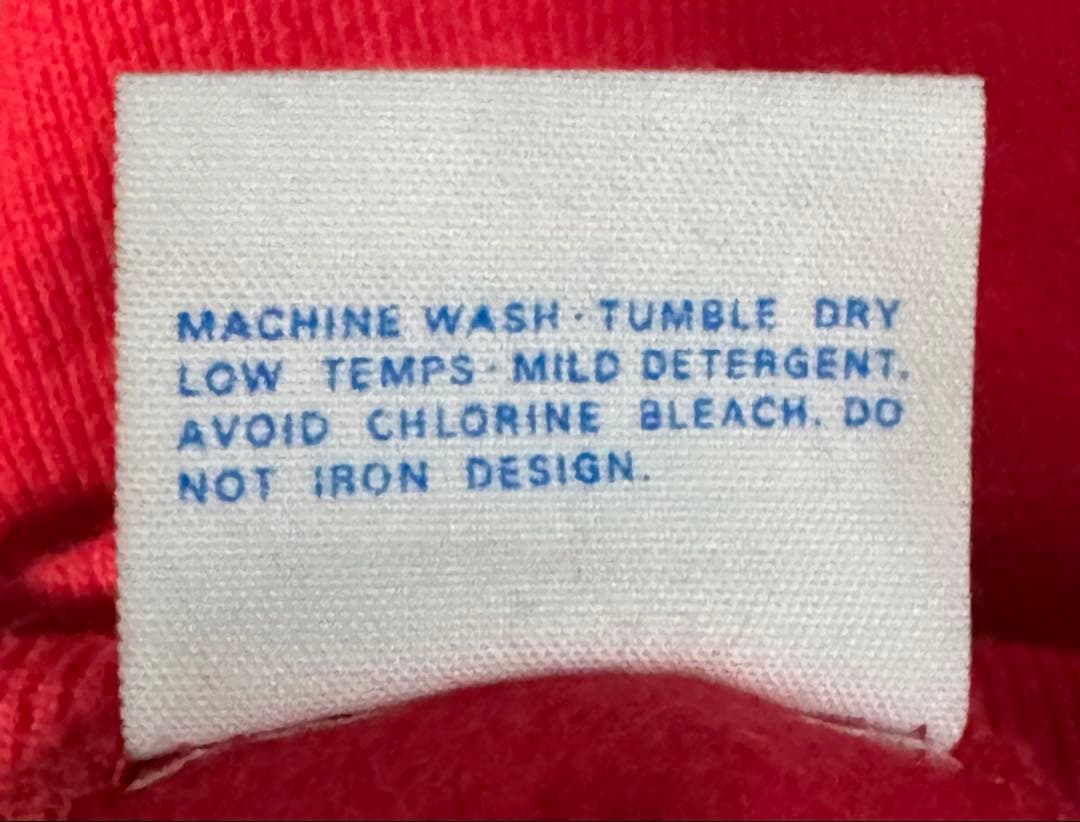 MACHINE WASH · TUMBLE DRY
LOW TEMPS · MILD DETERGENT.
AVOID CHLORINE BLEACH. DO
NOT IRON DESIGN.